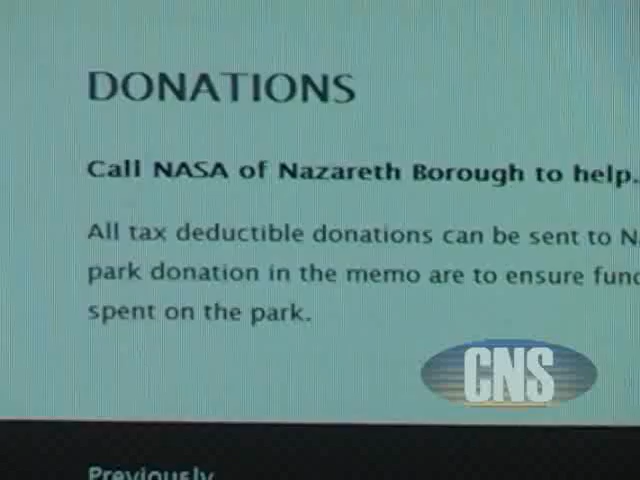 DONATIONS
Call NASA of Nazareth Borough to help.
All tax deductible donations can be sent to
park donation in the memo are to ensure
spent on the park.
CNS
Previously